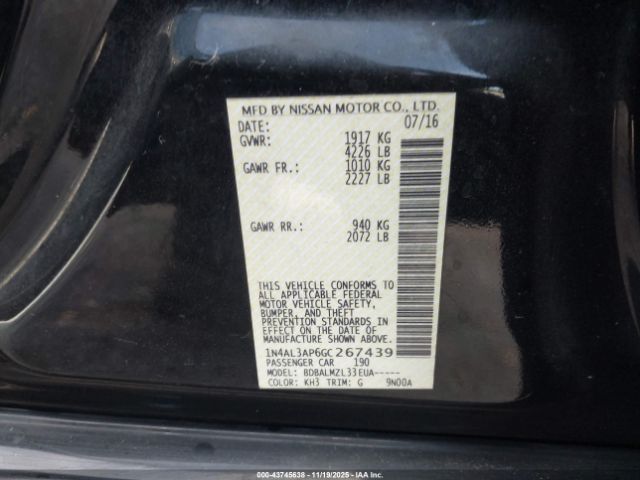 MFD BY NISSAN MOTOR CO., LTD.
DATE: 07/16
GVWR: 1917 KG
4226 LB
GAWR FR.: 1010 KG
2227 LB
GAWR RR.: 940 KG
2072 LB
THIS VEHICLE CONFORMS TO
ALL APPLICABLE FEDERAL
MOTOR VEHICLE SAFETY,
BUMPER, AND THEFT
PREVENTION STANDARDS IN
EFFECT ON THE DATE OF
MANUFACTURE SHOWN ABOVE.
1N4AL3AP6GC267439
PASSENGER CAR 190
MODEL: BDBALMZL33EUA-----
COLOR: KH3 TRIM: G 9N00A
000-43745638 - 11/19/2025 - IAA Inc.